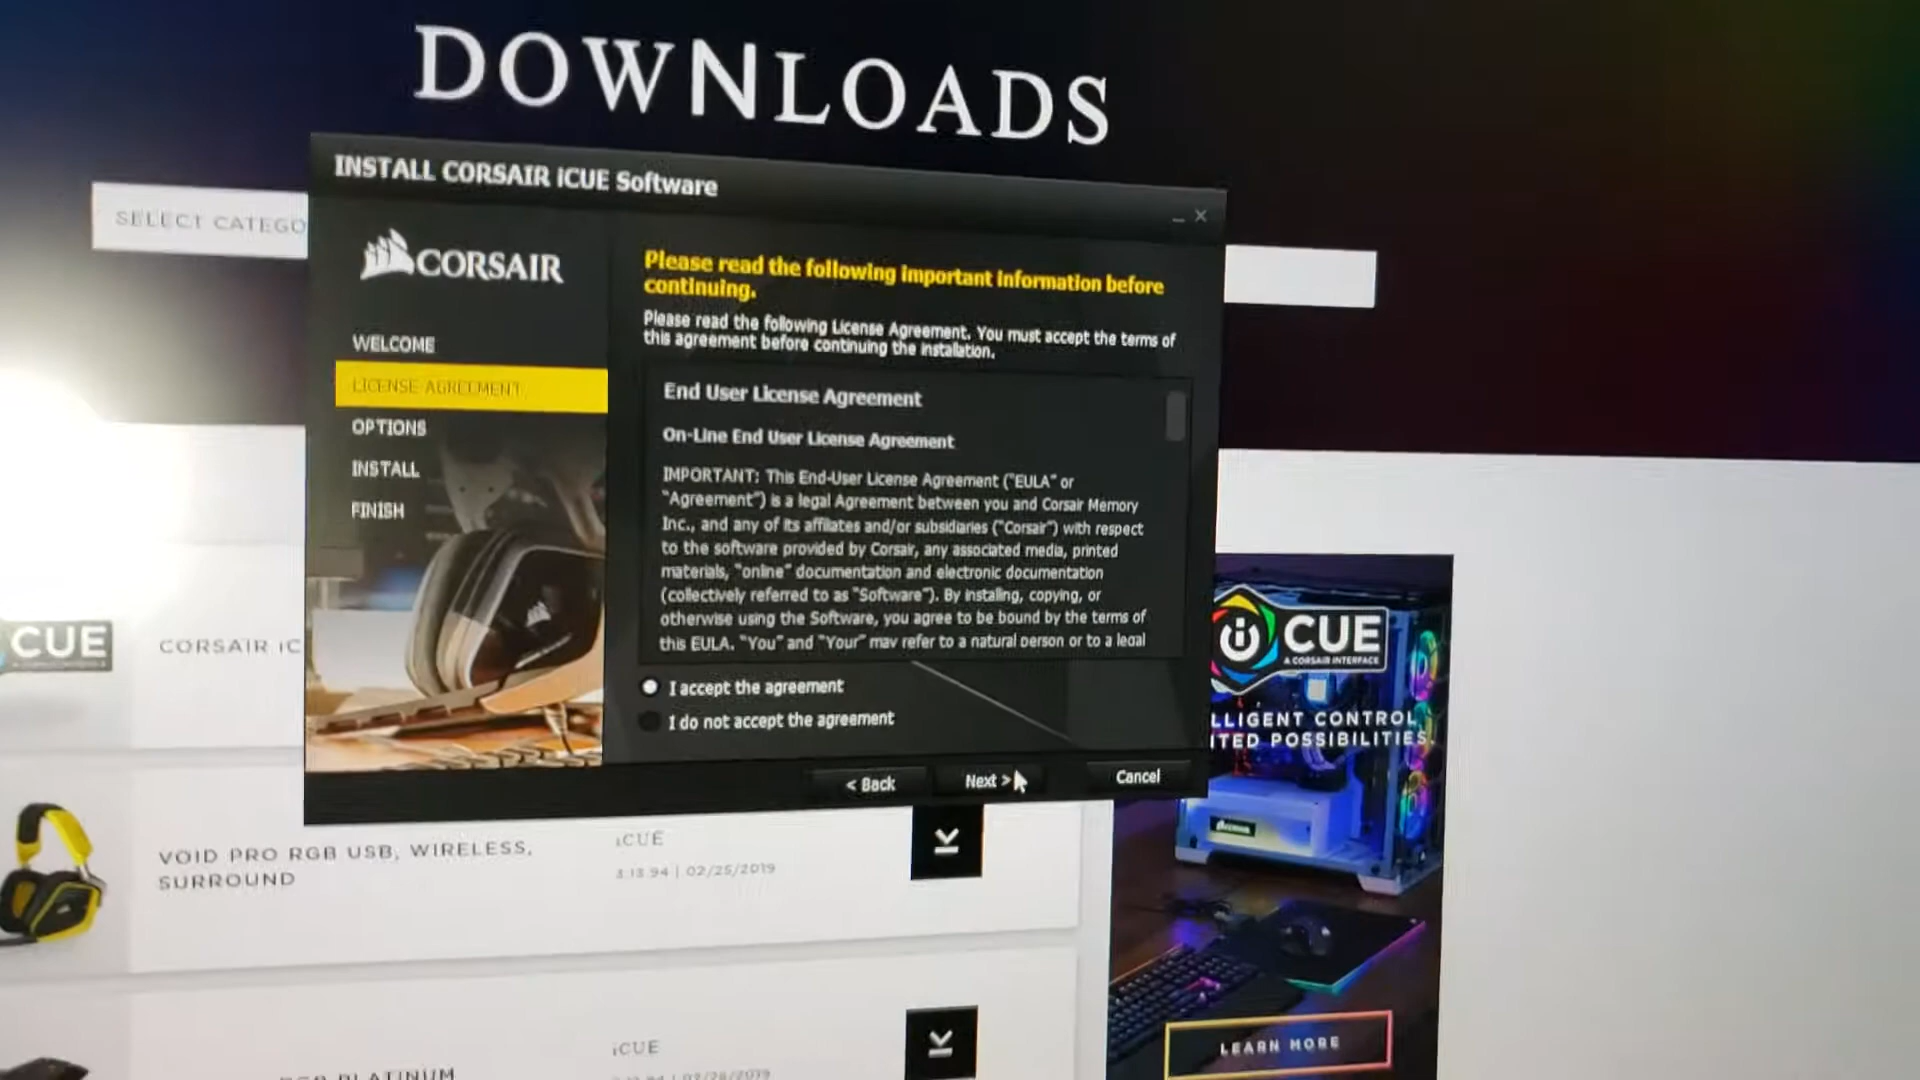 DOWNLOADS
INSTALL CORSAIR iCUE Software
SELECT CATEGO
CORSAIR
WELCOME
LICENSE AGREEMENT
OPTIONS
INSTALL
FINISH
Please read the following important information before
continuing.
Please read the following License Agreement. You must accept the terms of
this agreement before continuing the installation.
End User License Agreement
On-Line End User License Agreement
IMPORTANT: This End-User License Agreement ("EULA" or
"Agreement") is a legal Agreement between you and Corsair Memory
Inc., and any of its affiliates and/or subsidiaries ("Corsair") with respect
to the software provided by Corsair, any associated media, printed
materials, "online" documentation and electronic documentation
(collectively referred to as "Software"). By installing, copying, or
otherwise using the Software, you agree to be bound by the terms of
this EULA. "You" and "Your" may refer to a natural person or to a legal
I accept the agreement
I do not accept the agreement
< Back
Next >
Cancel
CUE
CORSAIR iC
VOID PRO RGB USB, WIRELESS,
SURROUND
iCUE
3.13.94 | 02/25/2019
iCUE
PLATINUM
CUE
A CORSAIR INTERFACE
LLIGENT CONTROL
ITED POSSIBILITIES.
LEARN MORE